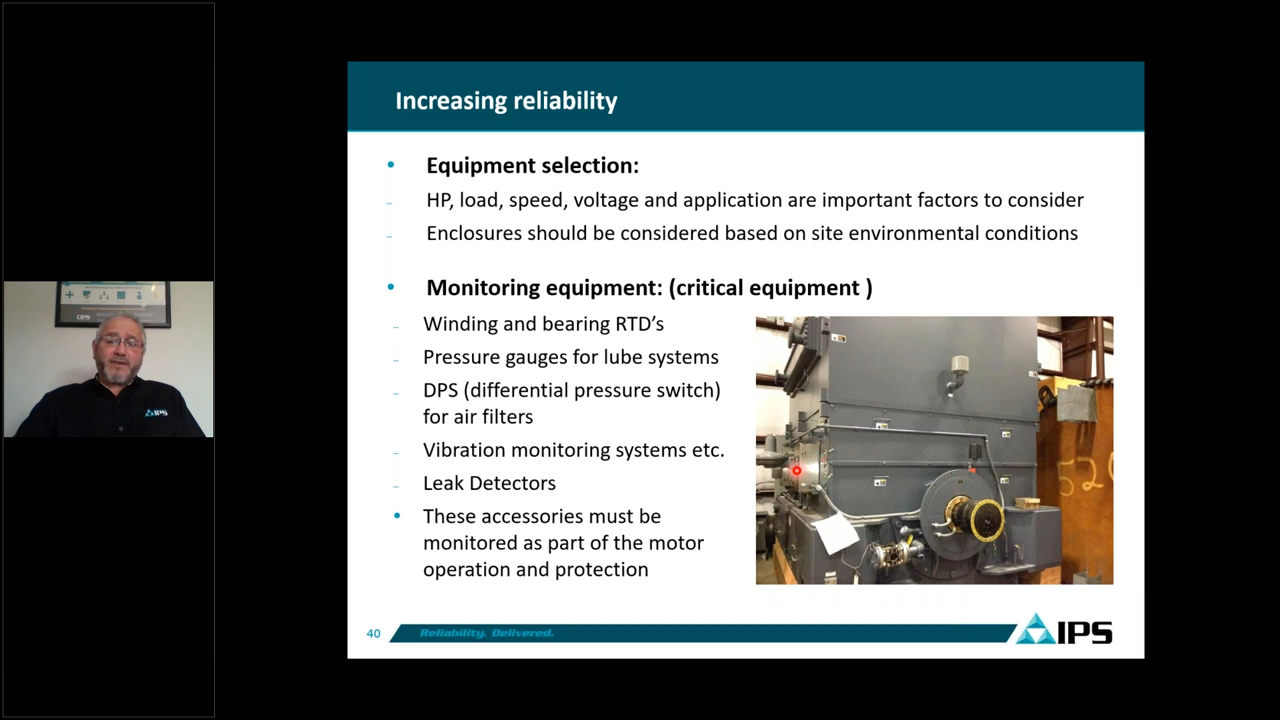 Increasing reliability
Equipment selection:
HP, load, speed, voltage and application are important factors to consider
Enclosures should be considered based on site environmental conditions
Monitoring equipment: (critical equipment )
Winding and bearing RTD’s
Pressure gauges for lube systems
DPS (differential pressure switch)
for air filters
Vibration monitoring systems etc.
Leak Detectors
These accessories must be
monitored as part of the motor
operation and protection
520
40
Reliability. Delivered.
IPS
IPS
IPS